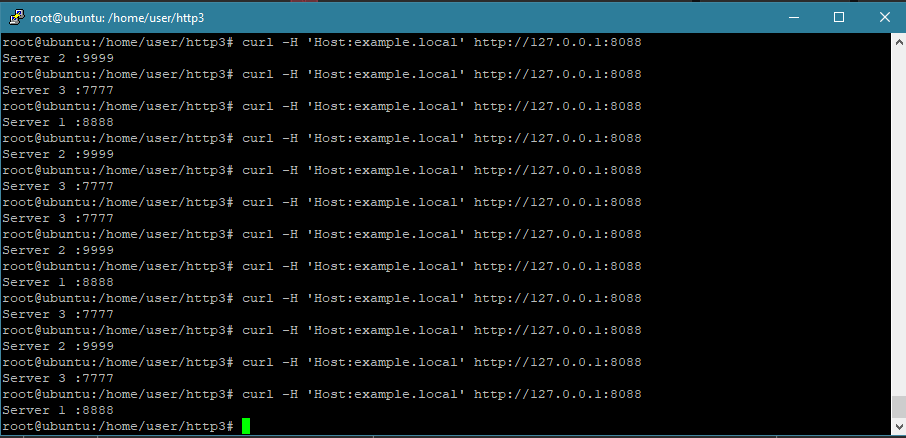 root@ubuntu: /home/user/http3
root@ubuntu:/home/user/http3# curl -H 'Host:example.local' http://127.0.0.1:8088
Server 2 :9999
root@ubuntu:/home/user/http3# curl -H 'Host:example.local' http://127.0.0.1:8088
Server 3 :7777
root@ubuntu:/home/user/http3# curl -H 'Host:example.local' http://127.0.0.1:8088
Server 1 :8888
root@ubuntu:/home/user/http3# curl -H 'Host:example.local' http://127.0.0.1:8088
Server 2 :9999
root@ubuntu:/home/user/http3# curl -H 'Host:example.local' http://127.0.0.1:8088
Server 3 :7777
root@ubuntu:/home/user/http3# curl -H 'Host:example.local' http://127.0.0.1:8088
Server 3 :7777
root@ubuntu:/home/user/http3# curl -H 'Host:example.local' http://127.0.0.1:8088
Server 2 :9999
root@ubuntu:/home/user/http3# curl -H 'Host:example.local' http://127.0.0.1:8088
Server 1 :8888
root@ubuntu:/home/user/http3# curl -H 'Host:example.local' http://127.0.0.1:8088
Server 3 :7777
root@ubuntu:/home/user/http3# curl -H 'Host:example.local' http://127.0.0.1:8088
Server 2 :9999
root@ubuntu:/home/user/http3# curl -H 'Host:example.local' http://127.0.0.1:8088
Server 3 :7777
root@ubuntu:/home/user/http3# curl -H 'Host:example.local' http://127.0.0.1:8088
Server 1 :8888
root@ubuntu:/home/user/http3#